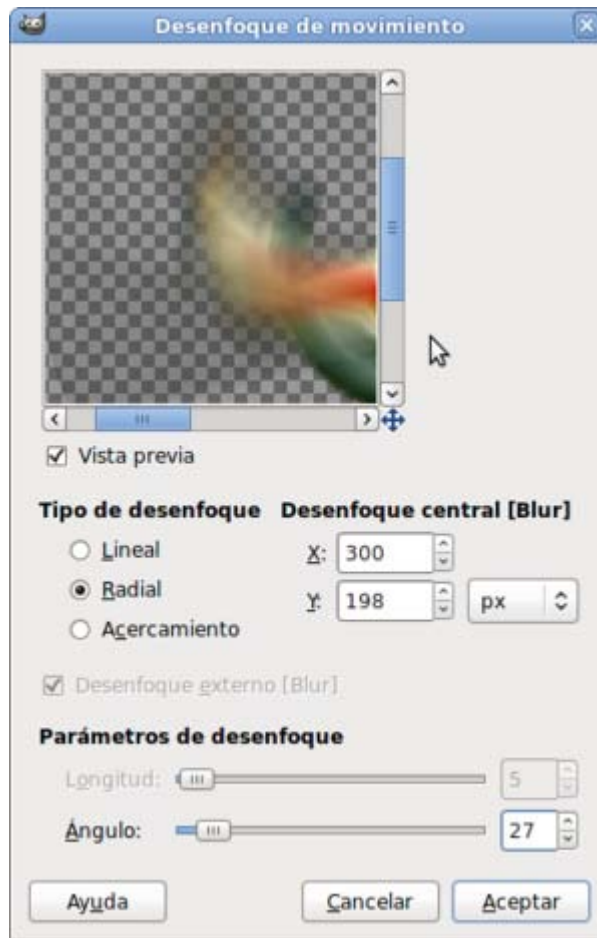 Desenfoque de movimiento
Vista previa
Tipo de desenfoque Desenfoque central [Blur]
Lineal X: 300
Radial Y: 198 px
Acercamiento
Desenfoque externo [Blur]
Parámetros de desenfoque
Longitud: 5
Ángulo: 27
Ayuda Cancelar Aceptar